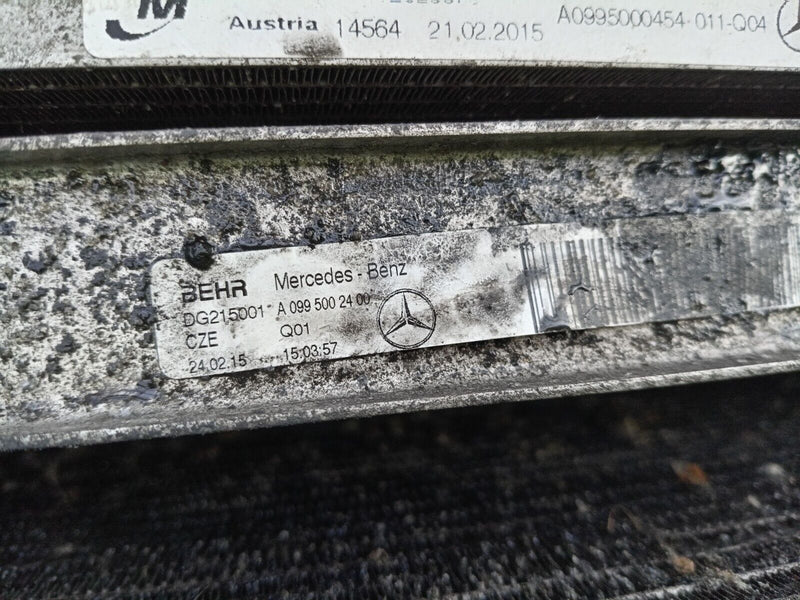 M
Austria 14564 21.02.2015 A0995000454-011-Q04
BEHR Mercedes-Benz
DG215001 A 099 500 24 00
CZE Q01
24.02.15 15:03:57